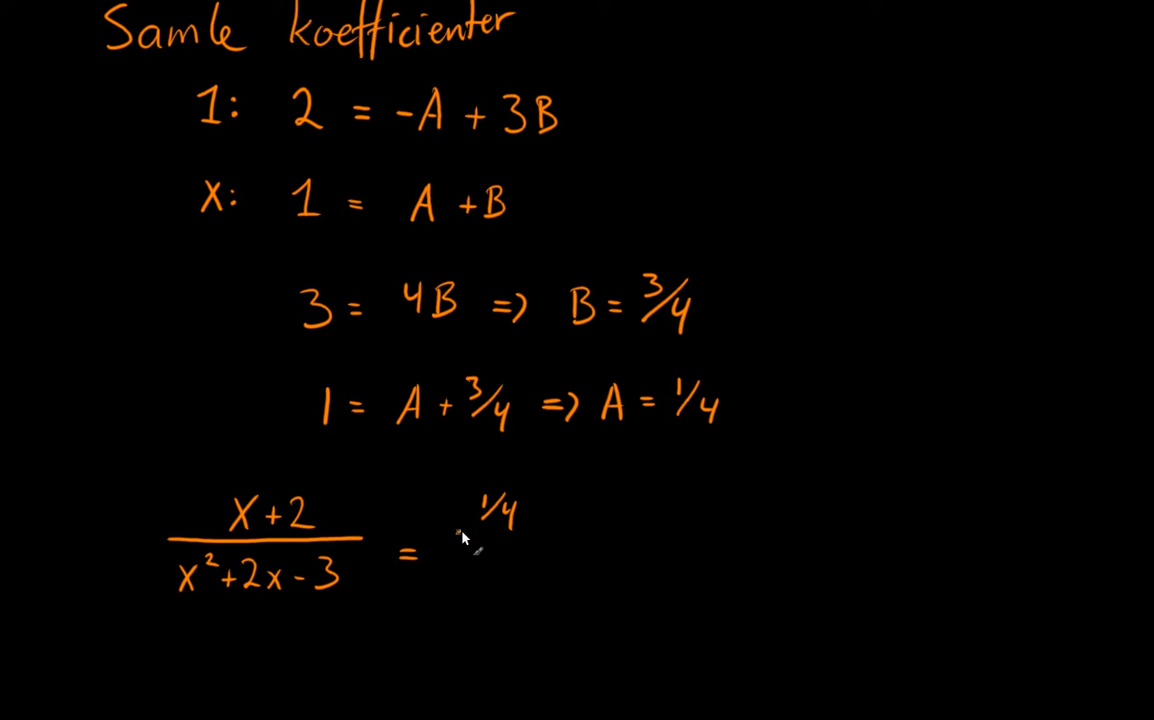 Samle koefficienter
1: 2 = -A + 3B
X: 1 = A + B
3 = 4B => B = 3/4
1 = A + 3/4 => A = 1/4
X+2 1/4
=
x²+2x-3